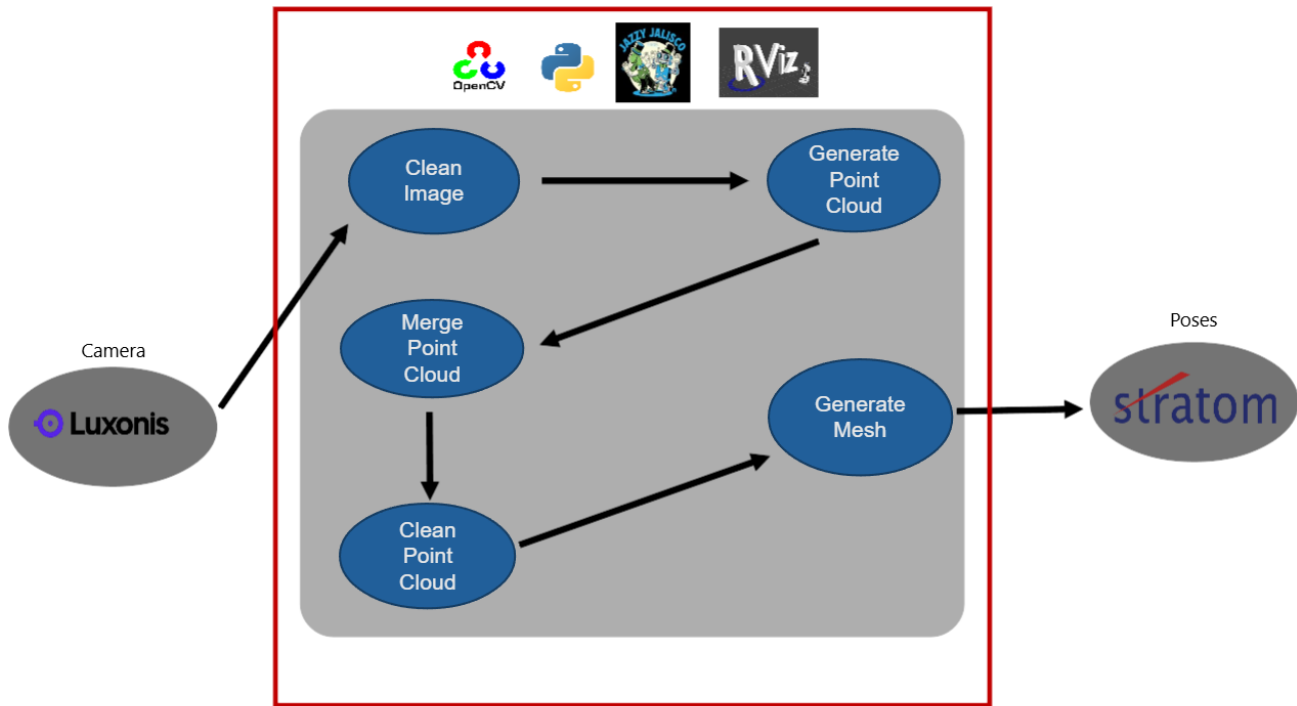 OpenCV
JAZZY JALISCO
RViz
Clean
Image
Generate
Point
Cloud
Merge
Point
Cloud
Camera
Luxonis
Poses
stratom
Generate
Mesh
Clean
Point
Cloud